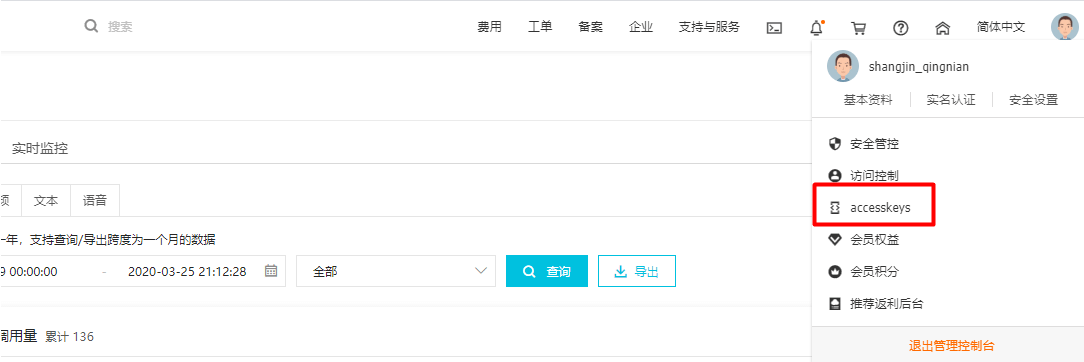 搜索 费用 工单 备案 企业 支持与服务 简体中文
shangjin_qingnian
基本资料 实名认证 安全设置
实时监控
安全管控
访问控制
文本 语音
accesskeys
一年，支持查询/导出跨度为一个月的数据
会员权益
9 00:00:00 - 2020-03-25 21:12:28 全部 查询 导出
会员积分
推荐返利后台
调用量 累计 136
退出管理控制台